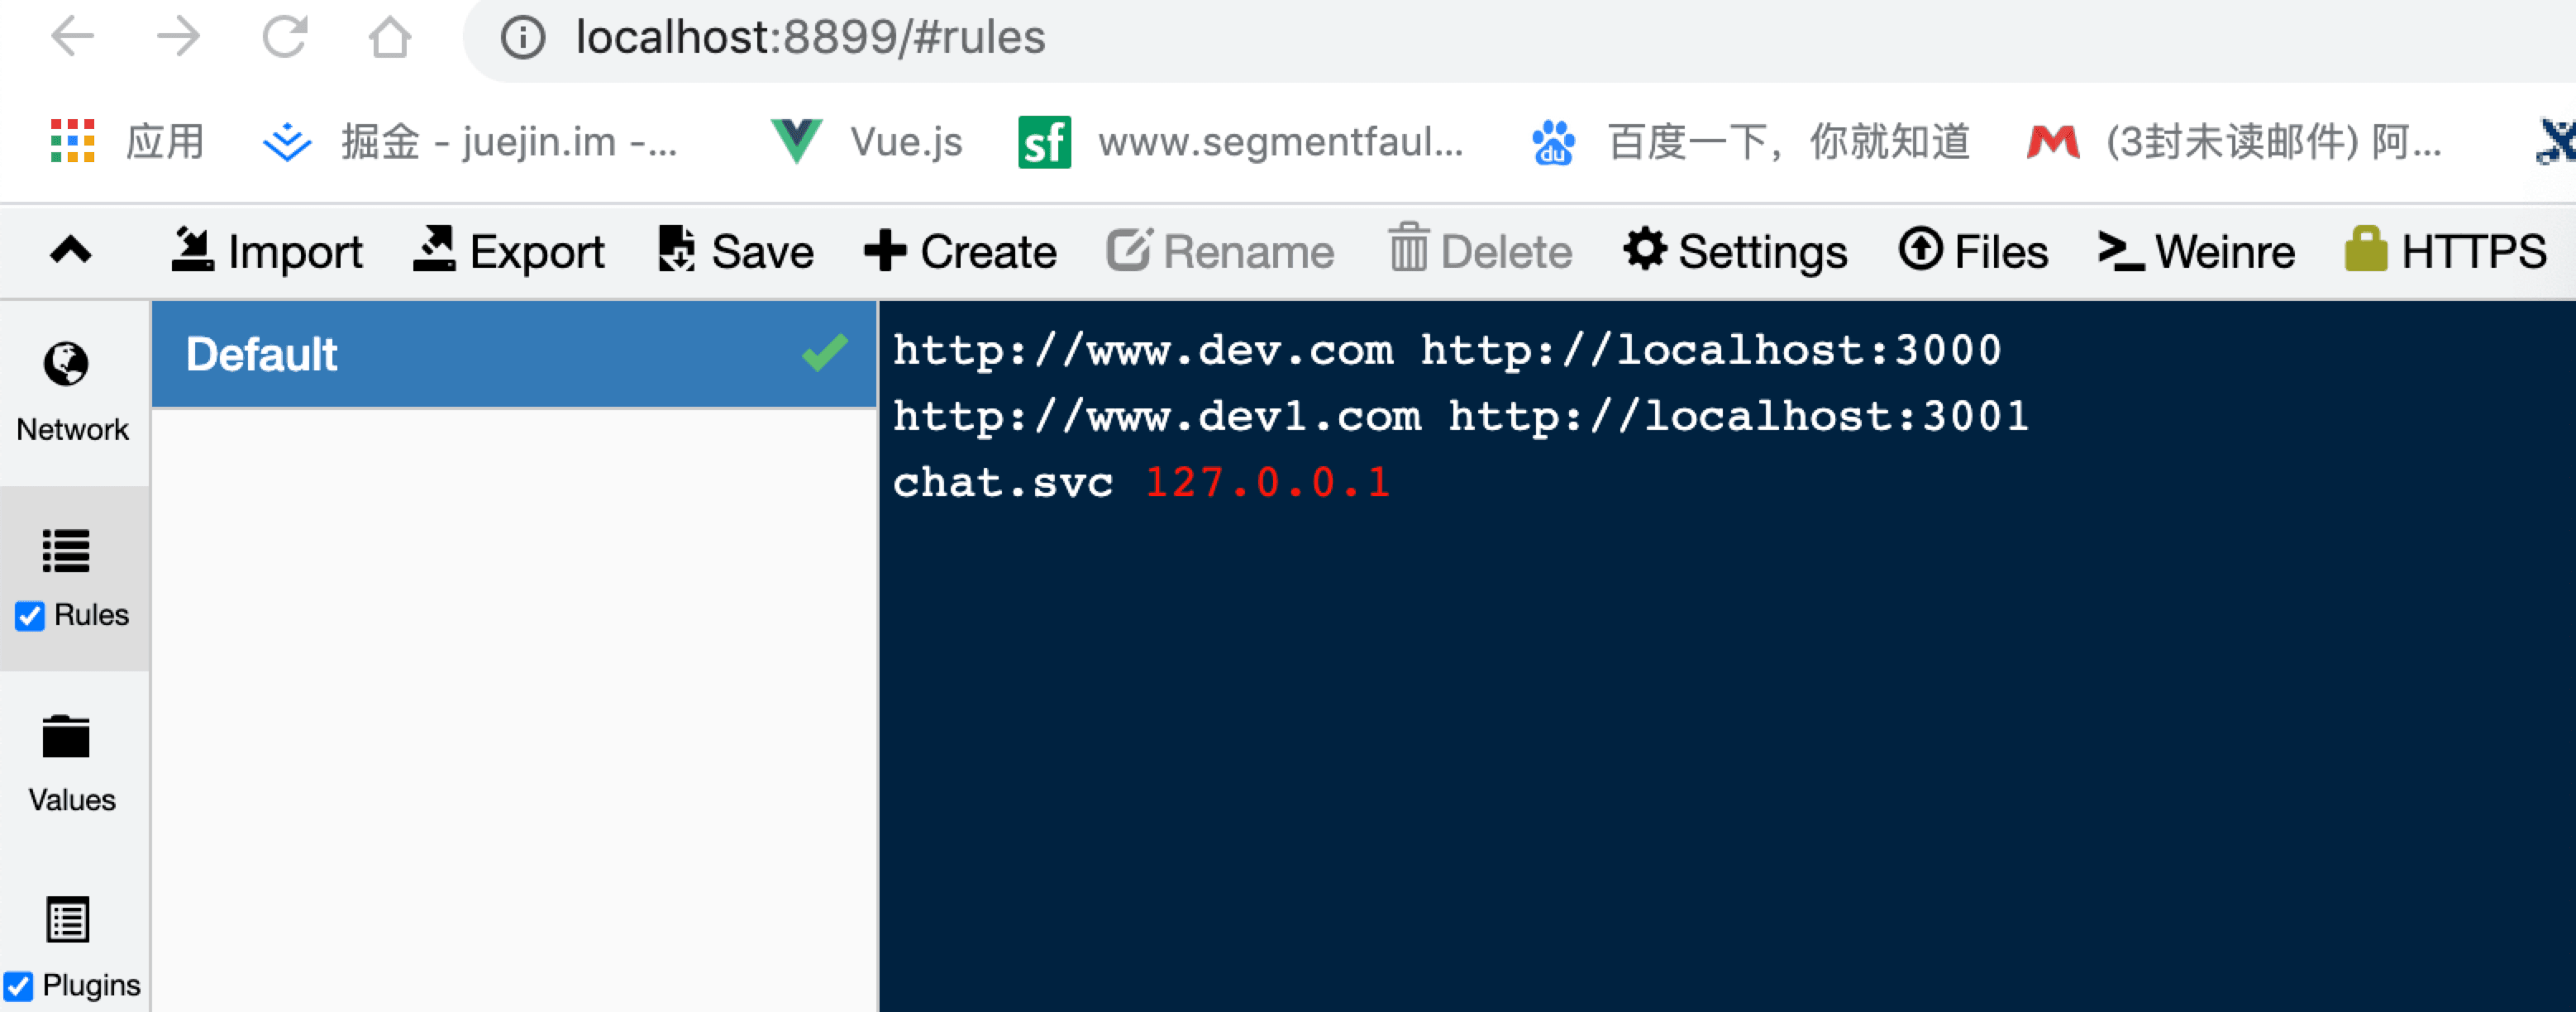 localhost:8899/#rules
应用 掘金 - juejin.im -... Vue.js sf www.segmentfaul... du 百度一下，你就知道 (3封未读邮件) 阿...
Import Export Save Create Rename Delete Settings Files Weinre HTTPS
Default
http://www.dev.com http://localhost:3000
http://www.dev1.com http://localhost:3001
chat.svc 127.0.0.1
Network
Rules
Values
Plugins